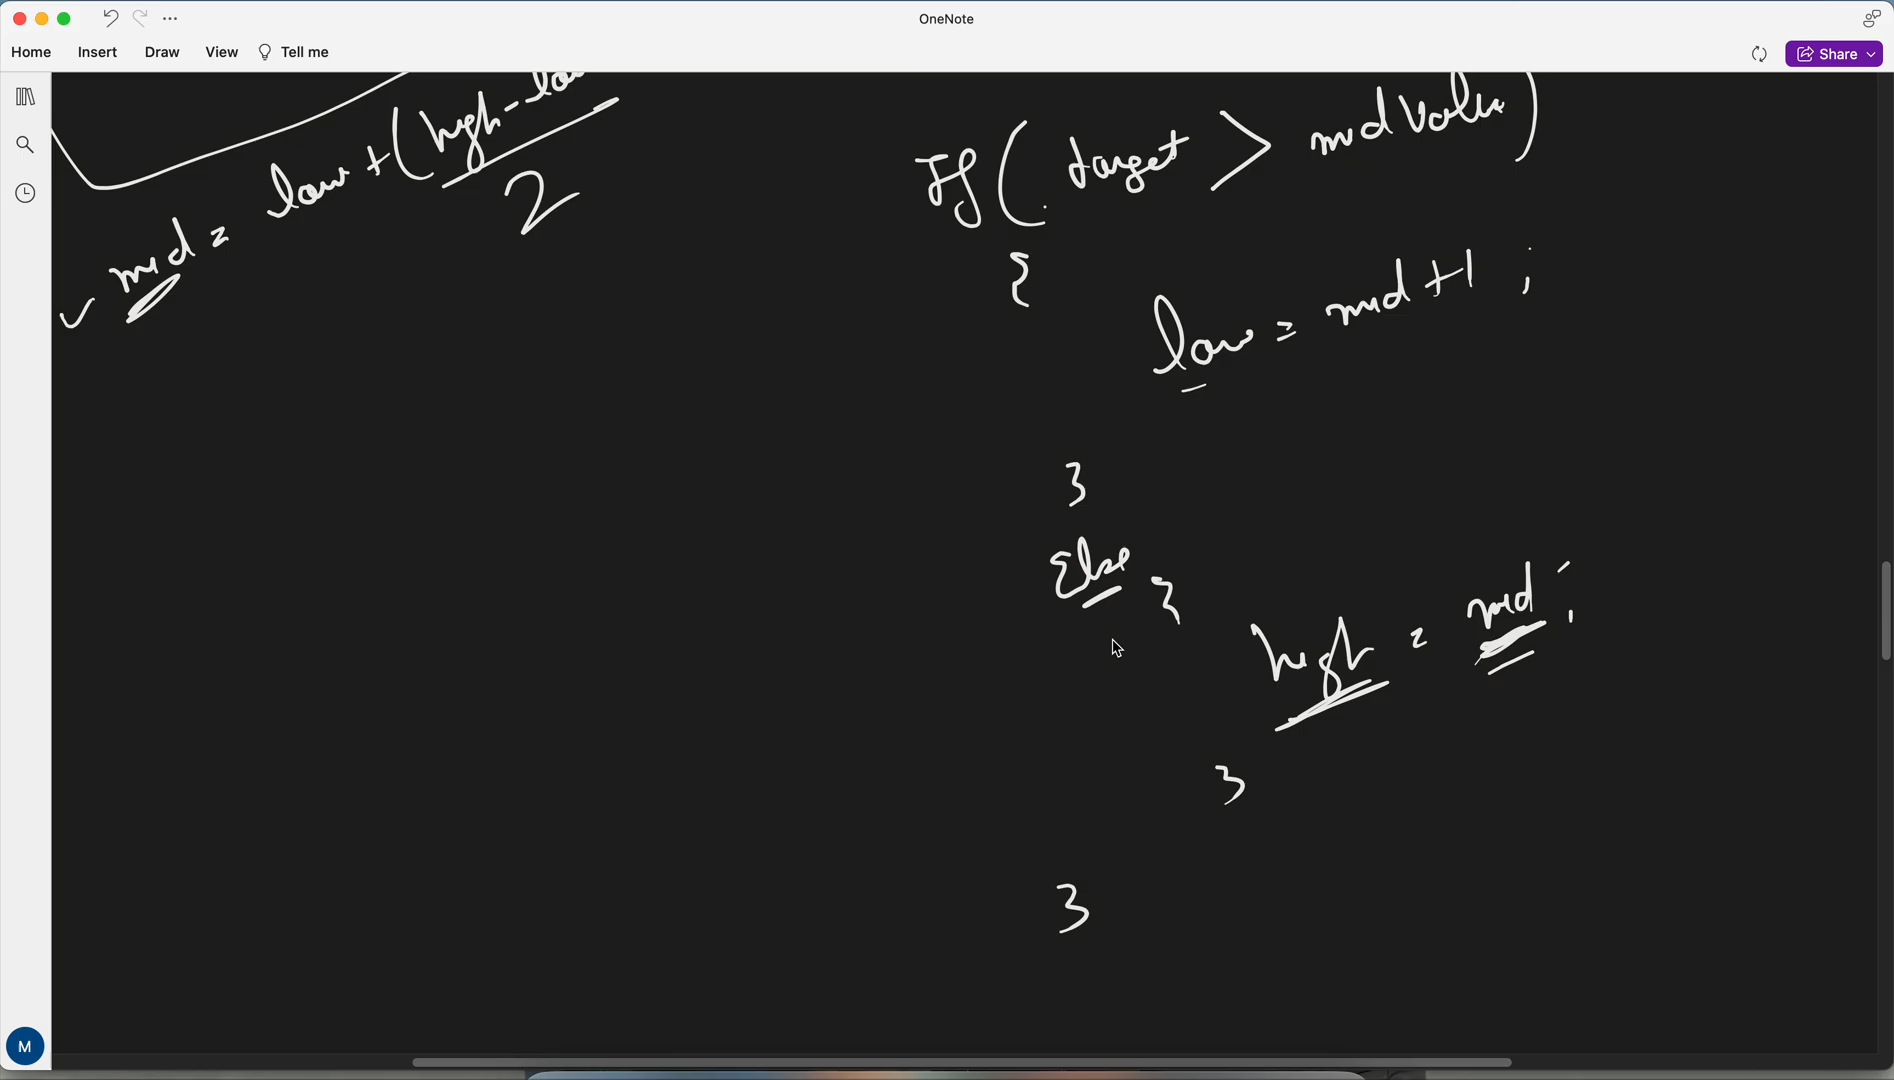 OneNote
Home Insert Draw View Tell me
Share
mid = low + (high - low
2
If ( target > midValue )
{
low = mid + 1 ;
}
Else {
high = mid ;
}
}
M